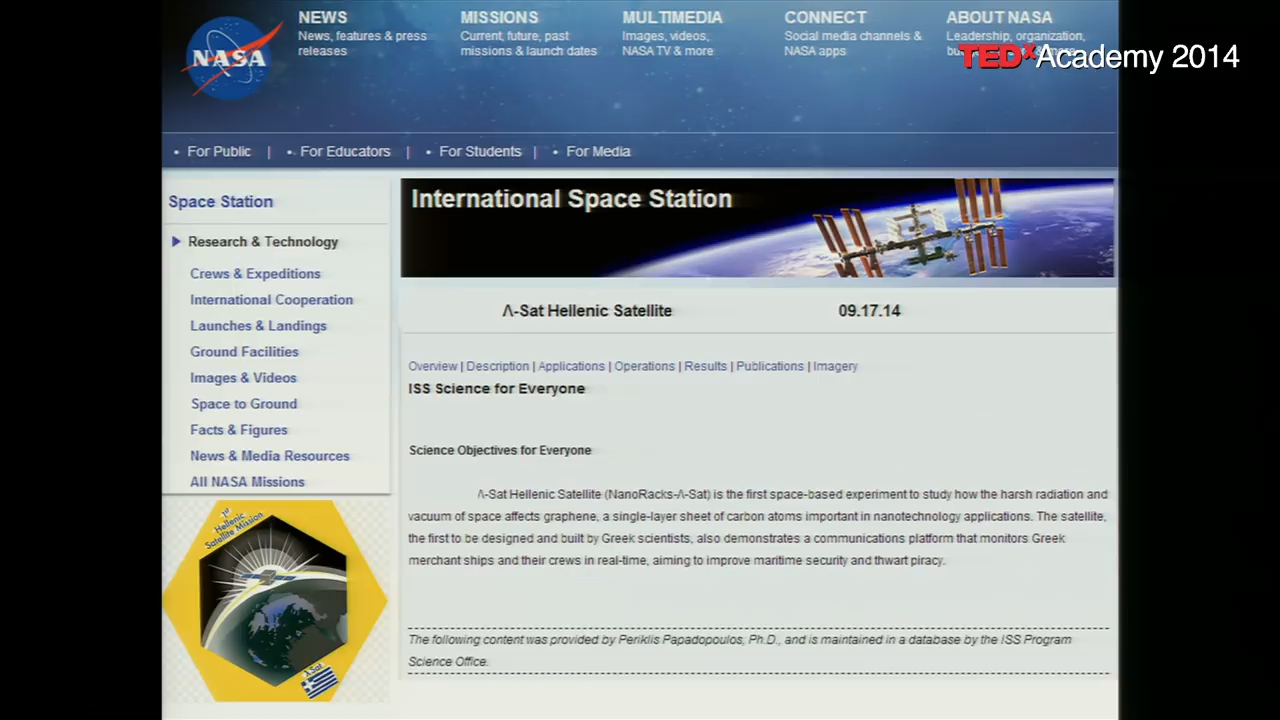 NASA
NEWS
News, features & press
releases
MISSIONS
Current, future, past
missions & launch dates
MULTIMEDIA
Images, videos,
NASA TV & more
CONNECT
Social media channels &
NASA apps
ABOUT NASA
Leadership, organization,
TEDxAcademy 2014
• For Public | • For Educators | • For Students | • For Media
Space Station
Research & Technology
Crews & Expeditions
International Cooperation
Launches & Landings
Ground Facilities
Images & Videos
Space to Ground
Facts & Figures
News & Media Resources
All NASA Missions
1st
Hellenic
Satellite Mission
Λ-Sat
International Space Station
Λ-Sat Hellenic Satellite 09.17.14
Overview | Description | Applications | Operations | Results | Publications | Imagery
ISS Science for Everyone
Science Objectives for Everyone
Λ-Sat Hellenic Satellite (NanoRacks-Λ-Sat) is the first space-based experiment to study how the harsh radiation and
vacuum of space affects graphene, a single-layer sheet of carbon atoms important in nanotechnology applications. The satellite,
the first to be designed and built by Greek scientists, also demonstrates a communications platform that monitors Greek
merchant ships and their crews in real-time, aiming to improve maritime security and thwart piracy.
The following content was provided by Periklis Papadopoulos, Ph.D., and is maintained in a database by the ISS Program
Science Office.